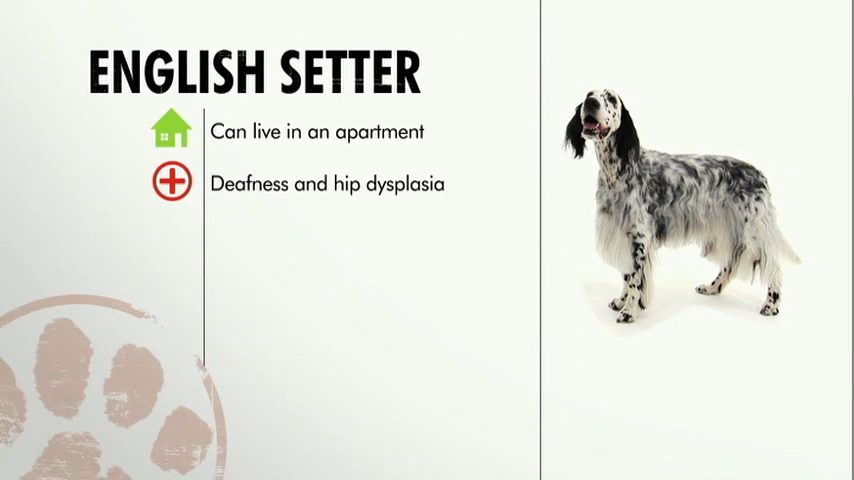 ENGLISH SETTER
Can live in an apartment
Deafness and hip dysplasia